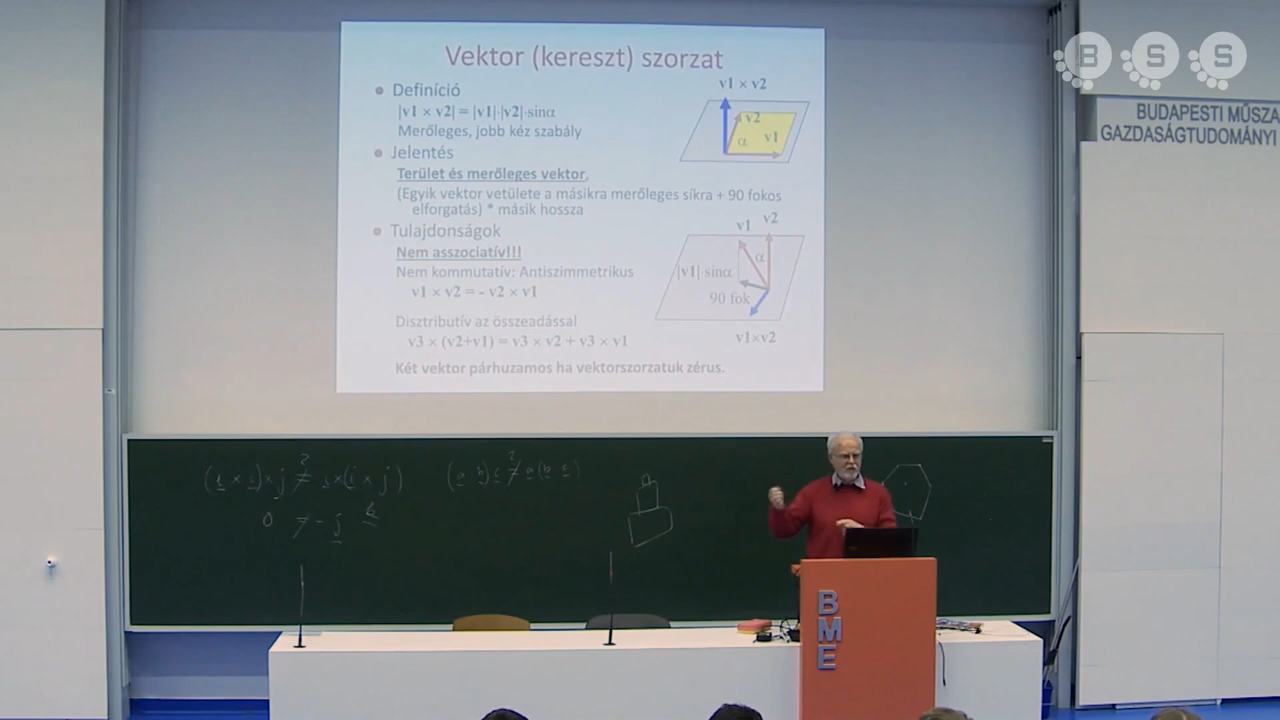 B S S
BUDAPESTI MŰSZA
GAZDASÁGTUDOMÁNYI
Vektor (kereszt) szorzat
Definíció
|v1 × v2| = |v1|·|v2|·sinα
Merőleges, jobb kéz szabály
v1 × v2
v2
α
v1
Jelentés
Terület és merőleges vektor,
(Egyik vektor vetülete a másikra merőleges síkra + 90 fokos
elforgatás) * másik hossza
Tulajdonságok
Nem asszociatív!!!
Nem kommutatív: Antiszimmetrikus
v1 × v2 = - v2 × v1
Disztributív az összeadással
v3 × (v2+v1) = v3 × v2 + v3 × v1
Két vektor párhuzamos ha vektorszorzatuk zérus.
v1
v2
α
|v1|·sinα
90 fok
v1×v2
(i × i) × j ≠ i × (i × j)
0 ≠ - j
k
(a b) c ≠ a (b c)
BME